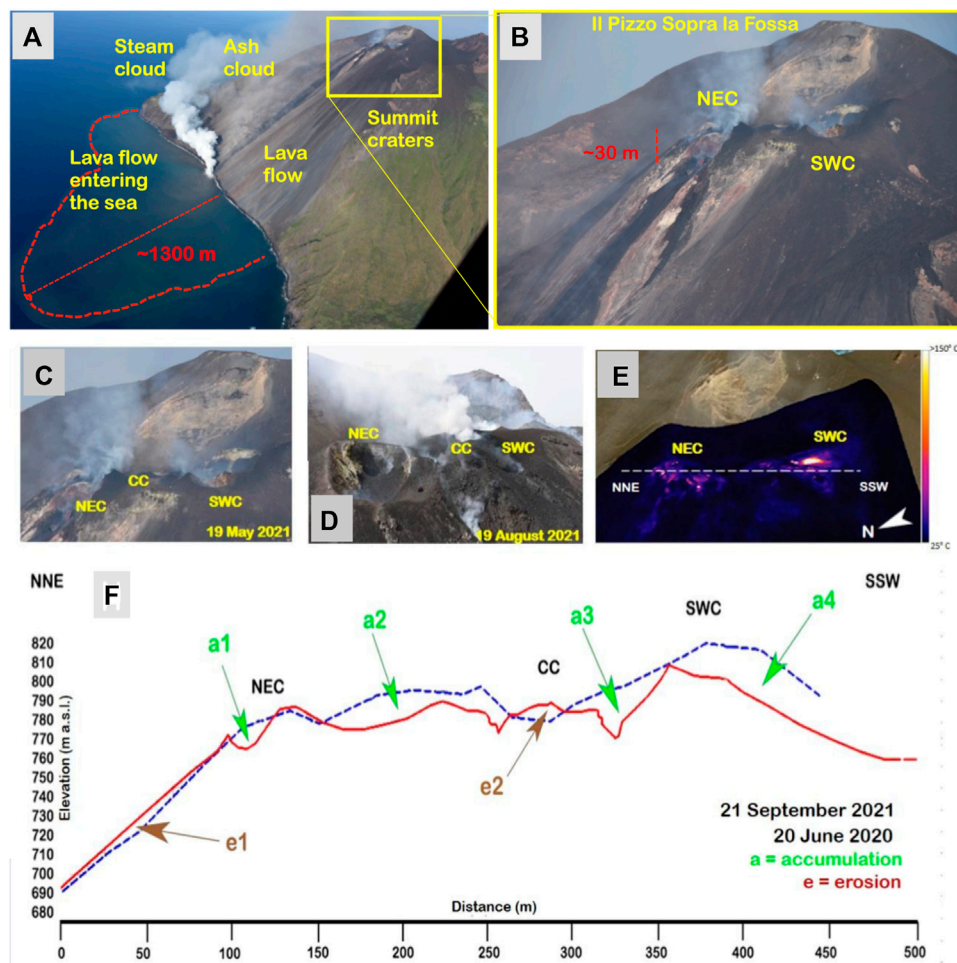 A
Steam
cloud
Ash
cloud
Summit
craters
Lava flow
entering
the sea
Lava
flow
~1300 m
B
Il Pizzo Sopra la Fossa
NEC
~30 m
SWC
C
CC
NEC
SWC
19 May 2021
D
NEC
CC
SWC
19 August 2021
E
>150° C
NEC
SWC
NNE
SSW
N
25° C
NNE
F
SSW
a1
NEC
a2
CC
a3
SWC
a4
e1
e2
Elevation (m a.s.l.)
820
810
800
790
780
770
760
750
740
730
720
710
700
690
680
21 September 2021
20 June 2020
a = accumulation
e = erosion
Distance (m)
0
50
100
150
200
250
300
350
400
450
500